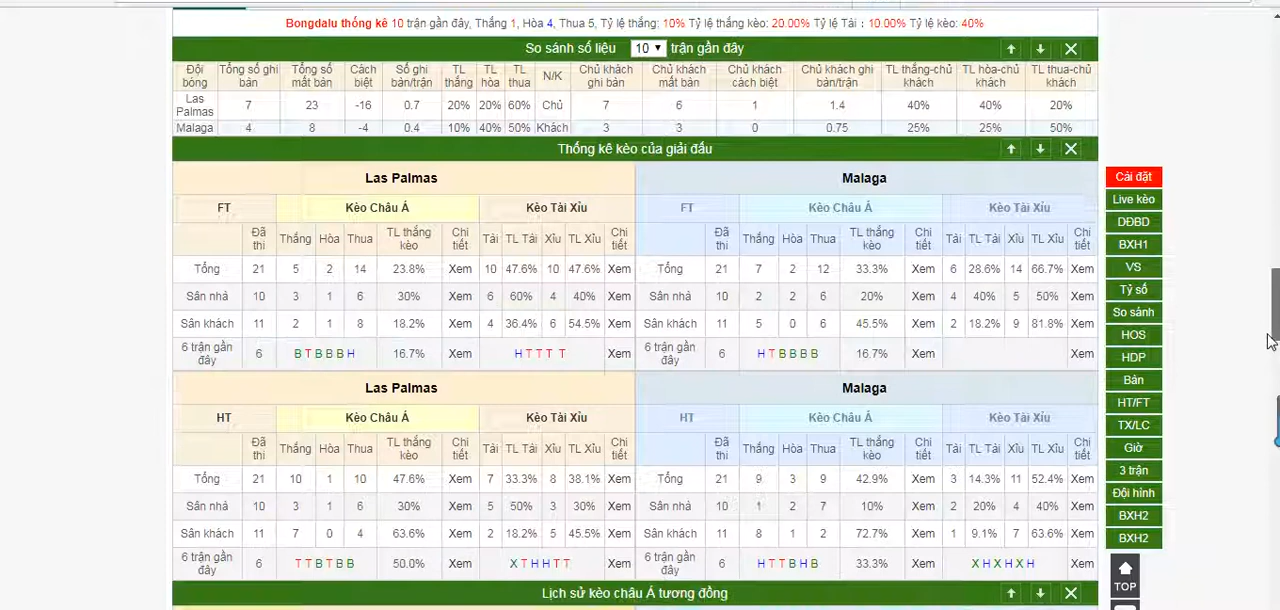 Bongdalu thống kê 10 trận gần đây, Thắng 1, Hòa 4, Thua 5, Tỷ lệ thắng: 10% Tỷ lệ thắng kèo: 20.00% Tỷ lệ Tài : 10.00% Tỷ lệ kèo: 40%
So sánh số liệu 10 trận gần đây
Đội bóng Tổng số ghi bàn Tổng số mất bàn Cách biệt Số ghi bàn/trận TL thắng TL hòa TL thua N/K Chủ khách ghi bàn Chủ khách mất bàn Chủ khách cách biệt Chủ khách ghi bàn/trận TL thắng-chủ khách TL hòa-chủ khách TL thua-chủ khách
Las Palmas 7 23 -16 0.7 20% 20% 60% Chủ 7 6 1 1.4 40% 40% 20%
Malaga 4 8 -4 0.4 10% 40% 50% Khách 3 3 0 0.75 25% 25% 50%
Thống kê kèo của giải đấu
Las Palmas Malaga
FT Kèo Châu Á Kèo Tài Xỉu FT Kèo Châu Á Kèo Tài Xỉu
Đã thi Thắng Hòa Thua TL thắng kèo Chi tiết Tài TL Tài Xỉu TL Xỉu Chi tiết Đã thi Thắng Hòa Thua TL thắng kèo Chi tiết Tài TL Tài Xỉu TL Xỉu Chi tiết
Tổng 21 5 2 14 23.8% Xem 10 47.6% 10 47.6% Xem Tổng 21 7 2 12 33.3% Xem 6 28.6% 14 66.7% Xem
Sân nhà 10 3 1 6 30% Xem 6 60% 4 40% Xem Sân nhà 10 2 2 6 20% Xem 4 40% 5 50% Xem
Sân khách 11 2 1 8 18.2% Xem 4 36.4% 6 54.5% Xem Sân khách 11 5 0 6 45.5% Xem 2 18.2% 9 81.8% Xem
6 trận gần đây 6 B T B B B H 16.7% Xem H T T T T Xem 6 trận gần đây 6 H T B B B B 16.7% Xem Xem
Las Palmas Malaga
HT Kèo Châu Á Kèo Tài Xỉu HT Kèo Châu Á Kèo Tài Xỉu
Đã thi Thắng Hòa Thua TL thắng kèo Chi tiết Tài TL Tài Xỉu TL Xỉu Chi tiết Đã thi Thắng Hòa Thua TL thắng kèo Chi tiết Tài TL Tài Xỉu TL Xỉu Chi tiết
Tổng 21 10 1 10 47.6% Xem 7 33.3% 8 38.1% Xem Tổng 21 9 3 9 42.9% Xem 3 14.3% 11 52.4% Xem
Sân nhà 10 3 1 6 30% Xem 5 50% 3 30% Xem Sân nhà 10 1 2 7 10% Xem 2 20% 4 40% Xem
Sân khách 11 7 0 4 63.6% Xem 2 18.2% 5 45.5% Xem Sân khách 11 8 1 2 72.7% Xem 1 9.1% 7 63.6% Xem
6 trận gần đây 6 T T B T B B 50.0% Xem X T H H T T Xem 6 trận gần đây 6 H T T B H B 33.3% Xem X H X H X H Xem
Lịch sử kèo châu Á tương đồng
Cài đặt
Live kèo
DĐBD
BXH1
VS
Tỷ số
So sánh
HOS
HDP
Bàn
HT/FT
TX/LC
Giờ
3 trận
Đội hình
BXH2
BXH2
TOP